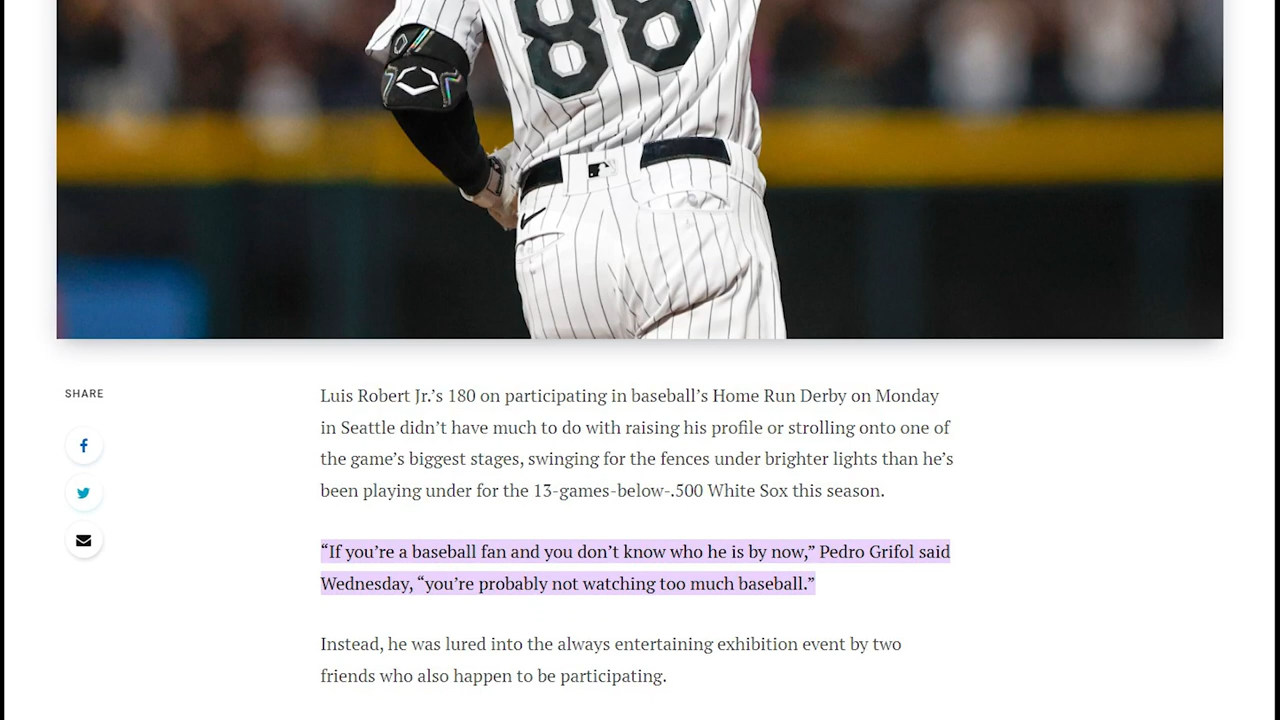 88
SHARE
Luis Robert Jr.’s 180 on participating in baseball’s Home Run Derby on Monday
in Seattle didn’t have much to do with raising his profile or strolling onto one of
the game’s biggest stages, swinging for the fences under brighter lights than he’s
been playing under for the 13-games-below-.500 White Sox this season.
“If you’re a baseball fan and you don’t know who he is by now,” Pedro Grifol said
Wednesday, “you’re probably not watching too much baseball.”
Instead, he was lured into the always entertaining exhibition event by two
friends who also happen to be participating.